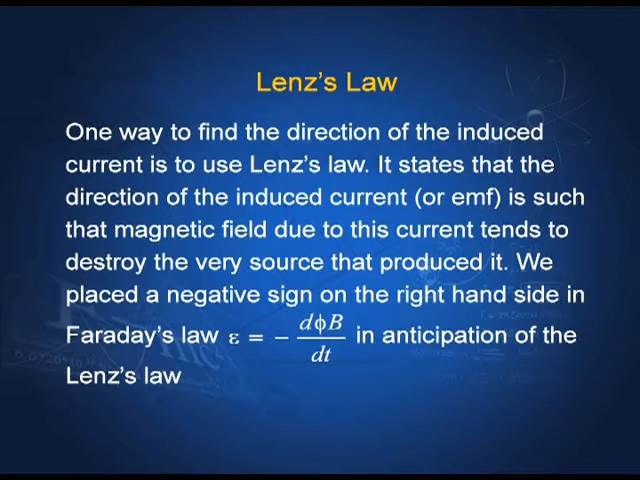 Lenz's Law
One way to find the direction of the induced
current is to use Lenz's law. It states that the
direction of the induced current (or emf) is such
that magnetic field due to this current tends to
destroy the very source that produced it. We
placed a negative sign on the right hand side in
Faraday's law ε = − dϕB/dt in anticipation of the
Lenz's law